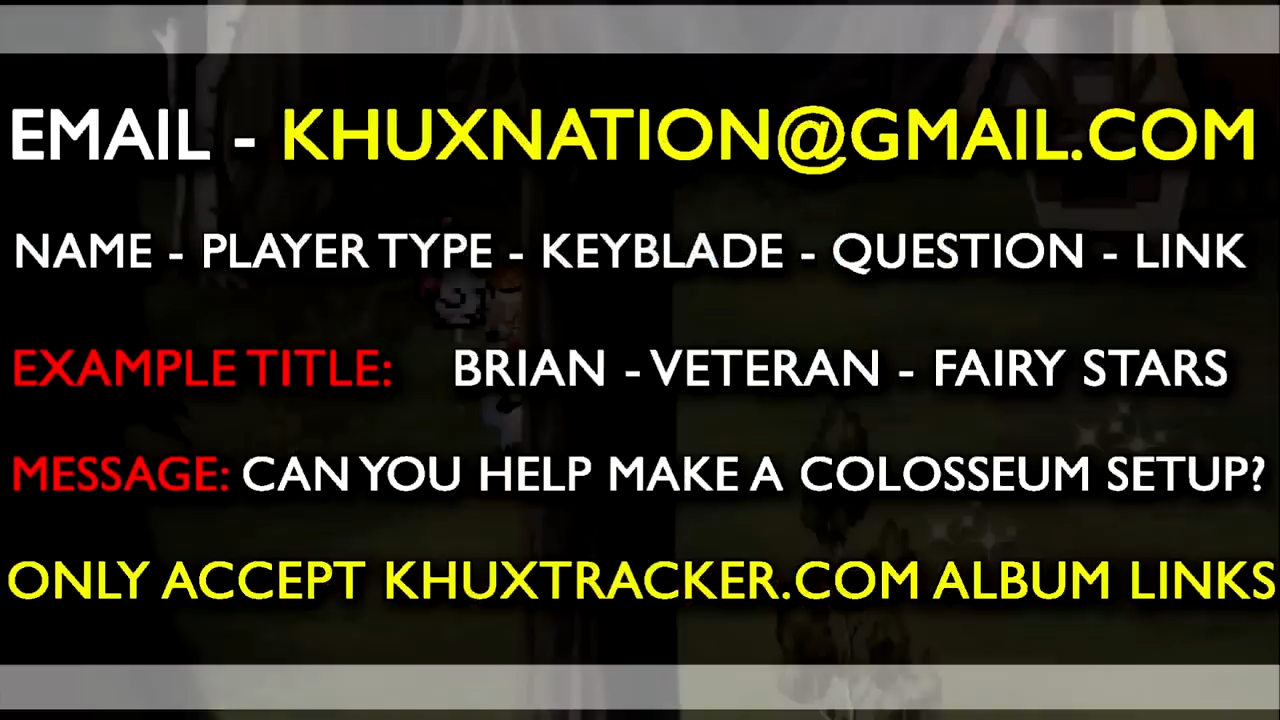 EMAIL - KHUXNATION@GMAIL.COM
NAME - PLAYER TYPE - KEYBLADE - QUESTION - LINK
EXAMPLE TITLE: BRIAN - VETERAN - FAIRY STARS
MESSAGE: CAN YOU HELP MAKE A COLOSSEUM SETUP?
ONLY ACCEPT KHUXTRACKER.COM ALBUM LINKS